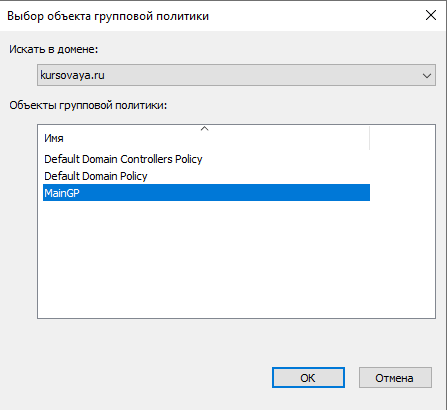 Выбор объекта групповой политики
Искать в домене:
kursovaya.ru
Объекты групповой политики:
Имя
Default Domain Controllers Policy
Default Domain Policy
MainGP
ОК
Отмена